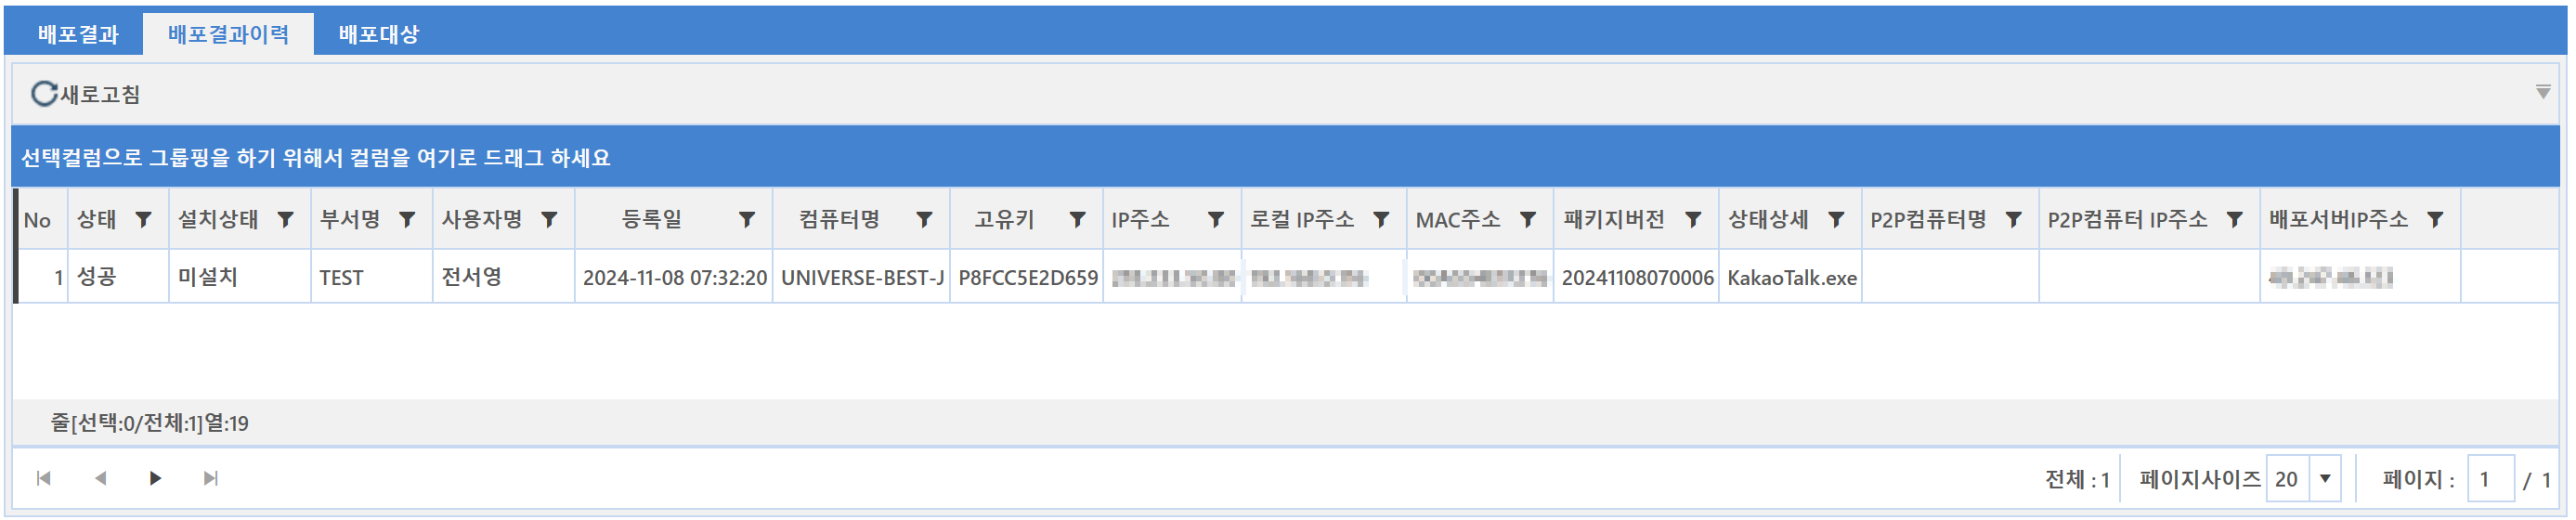 배포결과 배포결과이력 배포대상
새로고침
선택컬럼으로 그룹핑을 하기 위해서 컬럼을 여기로 드래그 하세요
No 상태 설치상태 부서명 사용자명 등록일 컴퓨터명 고유키 IP주소 로컬 IP주소 MAC주소 패키지버전 상태상세 P2P컴퓨터명 P2P컴퓨터 IP주소 배포서버IP주소
1 성공 미설치 TEST 전서영 2024-11-08 07:32:20 UNIVERSE-BEST-J P8FCC5E2D659 20241108070006 KakaoTalk.exe
줄[선택:0/전체:1]열:19
전체 : 1 페이지사이즈 20 페이지 : 1 / 1